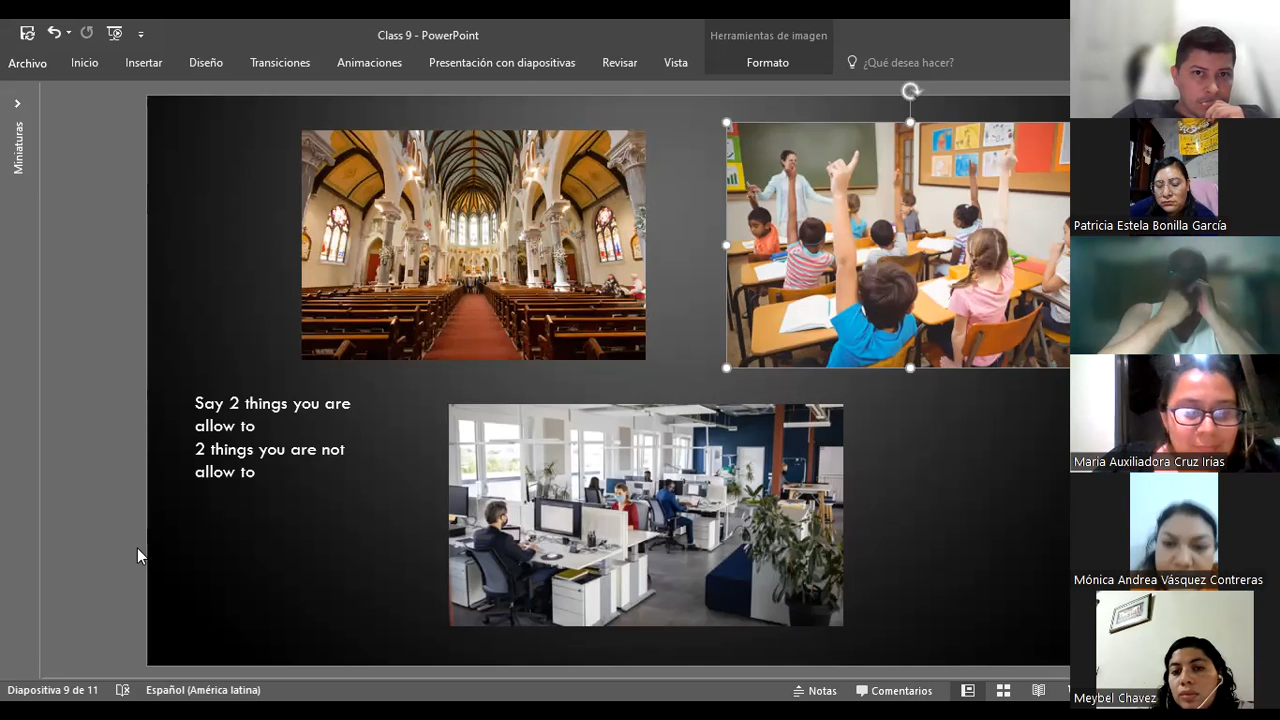 Class 9 - PowerPoint
Herramientas de imagen
Archivo
Inicio
Insertar
Diseño
Transiciones
Animaciones
Presentación con diapositivas
Revisar
Vista
Formato
¿Qué desea hacer?
Miniaturas
Say 2 things you are
allow to
2 things you are not
allow to
Patricia Estela Bonilla García
María Auxiliadora Cruz Irias
Mónica Andrea Vásquez Contreras
Meybel Chavez
Diapositiva 9 de 11
Español (América latina)
Notas
Comentarios